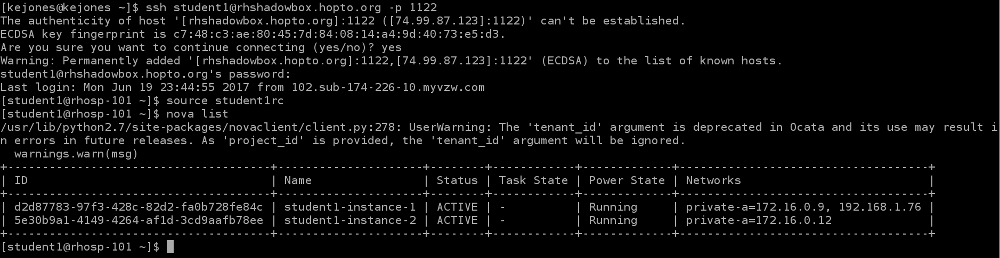 [kejones@kejones ~]$ ssh student1@rhshadowbox.hopto.org -p 1122
The authenticity of host '[rhshadowbox.hopto.org]:1122 ([74.99.87.123]:1122)' can't be established.
ECDSA key fingerprint is c7:48:c3:ae:80:45:7d:84:08:14:a4:9d:40:73:e5:d3.
Are you sure you want to continue connecting (yes/no)? yes
Warning: Permanently added '[rhshadowbox.hopto.org]:1122,[74.99.87.123]:1122' (ECDSA) to the list of known hosts.
student1@rhshadowbox.hopto.org's password:
Last login: Mon Jun 19 23:44:55 2017 from 102.sub-174-226-10.myvzw.com
[student1@rhosp-101 ~]$ source student1rc
[student1@rhosp-101 ~]$ nova list
/usr/lib/python2.7/site-packages/novaclient/client.py:278: UserWarning: The 'tenant_id' argument is deprecated in Ocata and its use may result i
n errors in future releases. As 'project_id' is provided, the 'tenant_id' argument will be ignored.
  warnings.warn(msg)
+--------------------------------------+---------------------+--------+------------+-------------+-----------------------------------+
| ID                                   | Name                | Status | Task State | Power State | Networks                          |
+--------------------------------------+---------------------+--------+------------+-------------+-----------------------------------+
| d2d87783-97f3-428c-82d2-fa0b728fe84c | student1-instance-1 | ACTIVE | -          | Running     | private-a=172.16.0.9, 192.168.1.76 |
| 5e30b9a1-4149-4264-af1d-3cd9aafb78ee | student1-instance-2 | ACTIVE | -          | Running     | private-a=172.16.0.12             |
+--------------------------------------+---------------------+--------+------------+-------------+-----------------------------------+
[student1@rhosp-101 ~]$